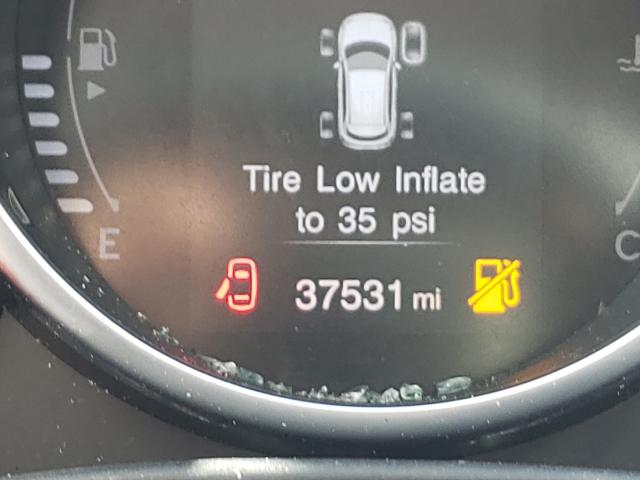 Tire Low Inflate
to 35 psi
E
C
37531 mi